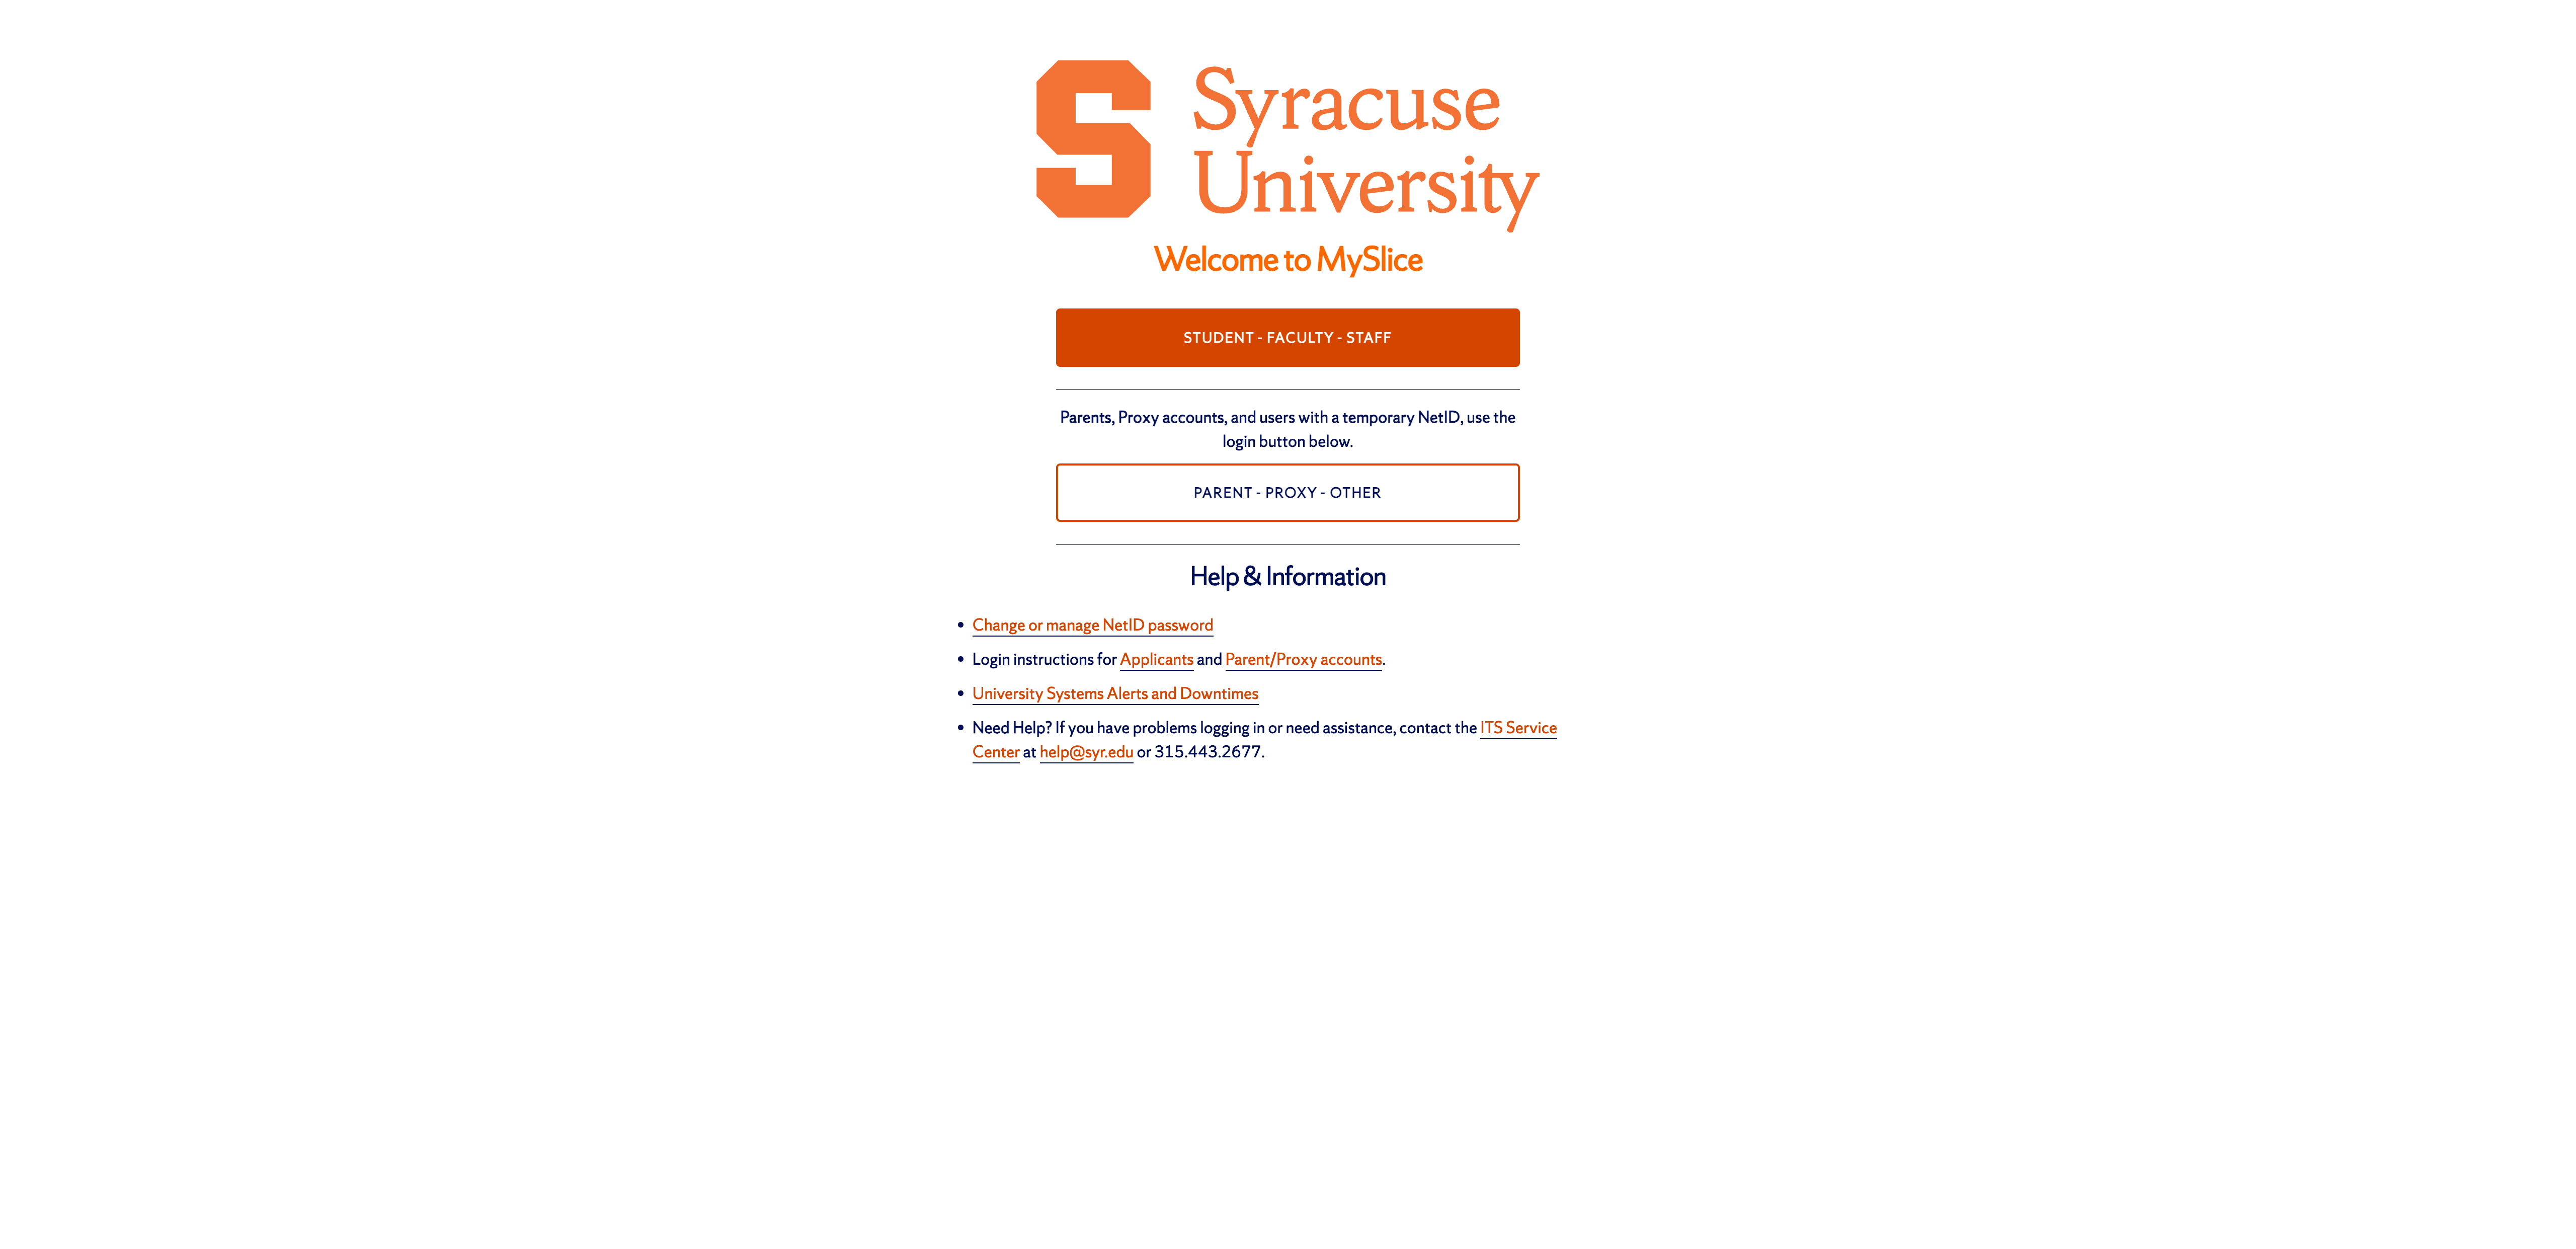 S
Syracuse
University
Welcome to MySlice
STUDENT - FACULTY - STAFF
Parents, Proxy accounts, and users with a temporary NetID, use the
login button below.
PARENT - PROXY - OTHER
Help & Information
• Change or manage NetID password
• Login instructions for Applicants and Parent/Proxy accounts.
• University Systems Alerts and Downtimes
• Need Help? If you have problems logging in or need assistance, contact the ITS Service
Center at help@syr.edu or 315.443.2677.